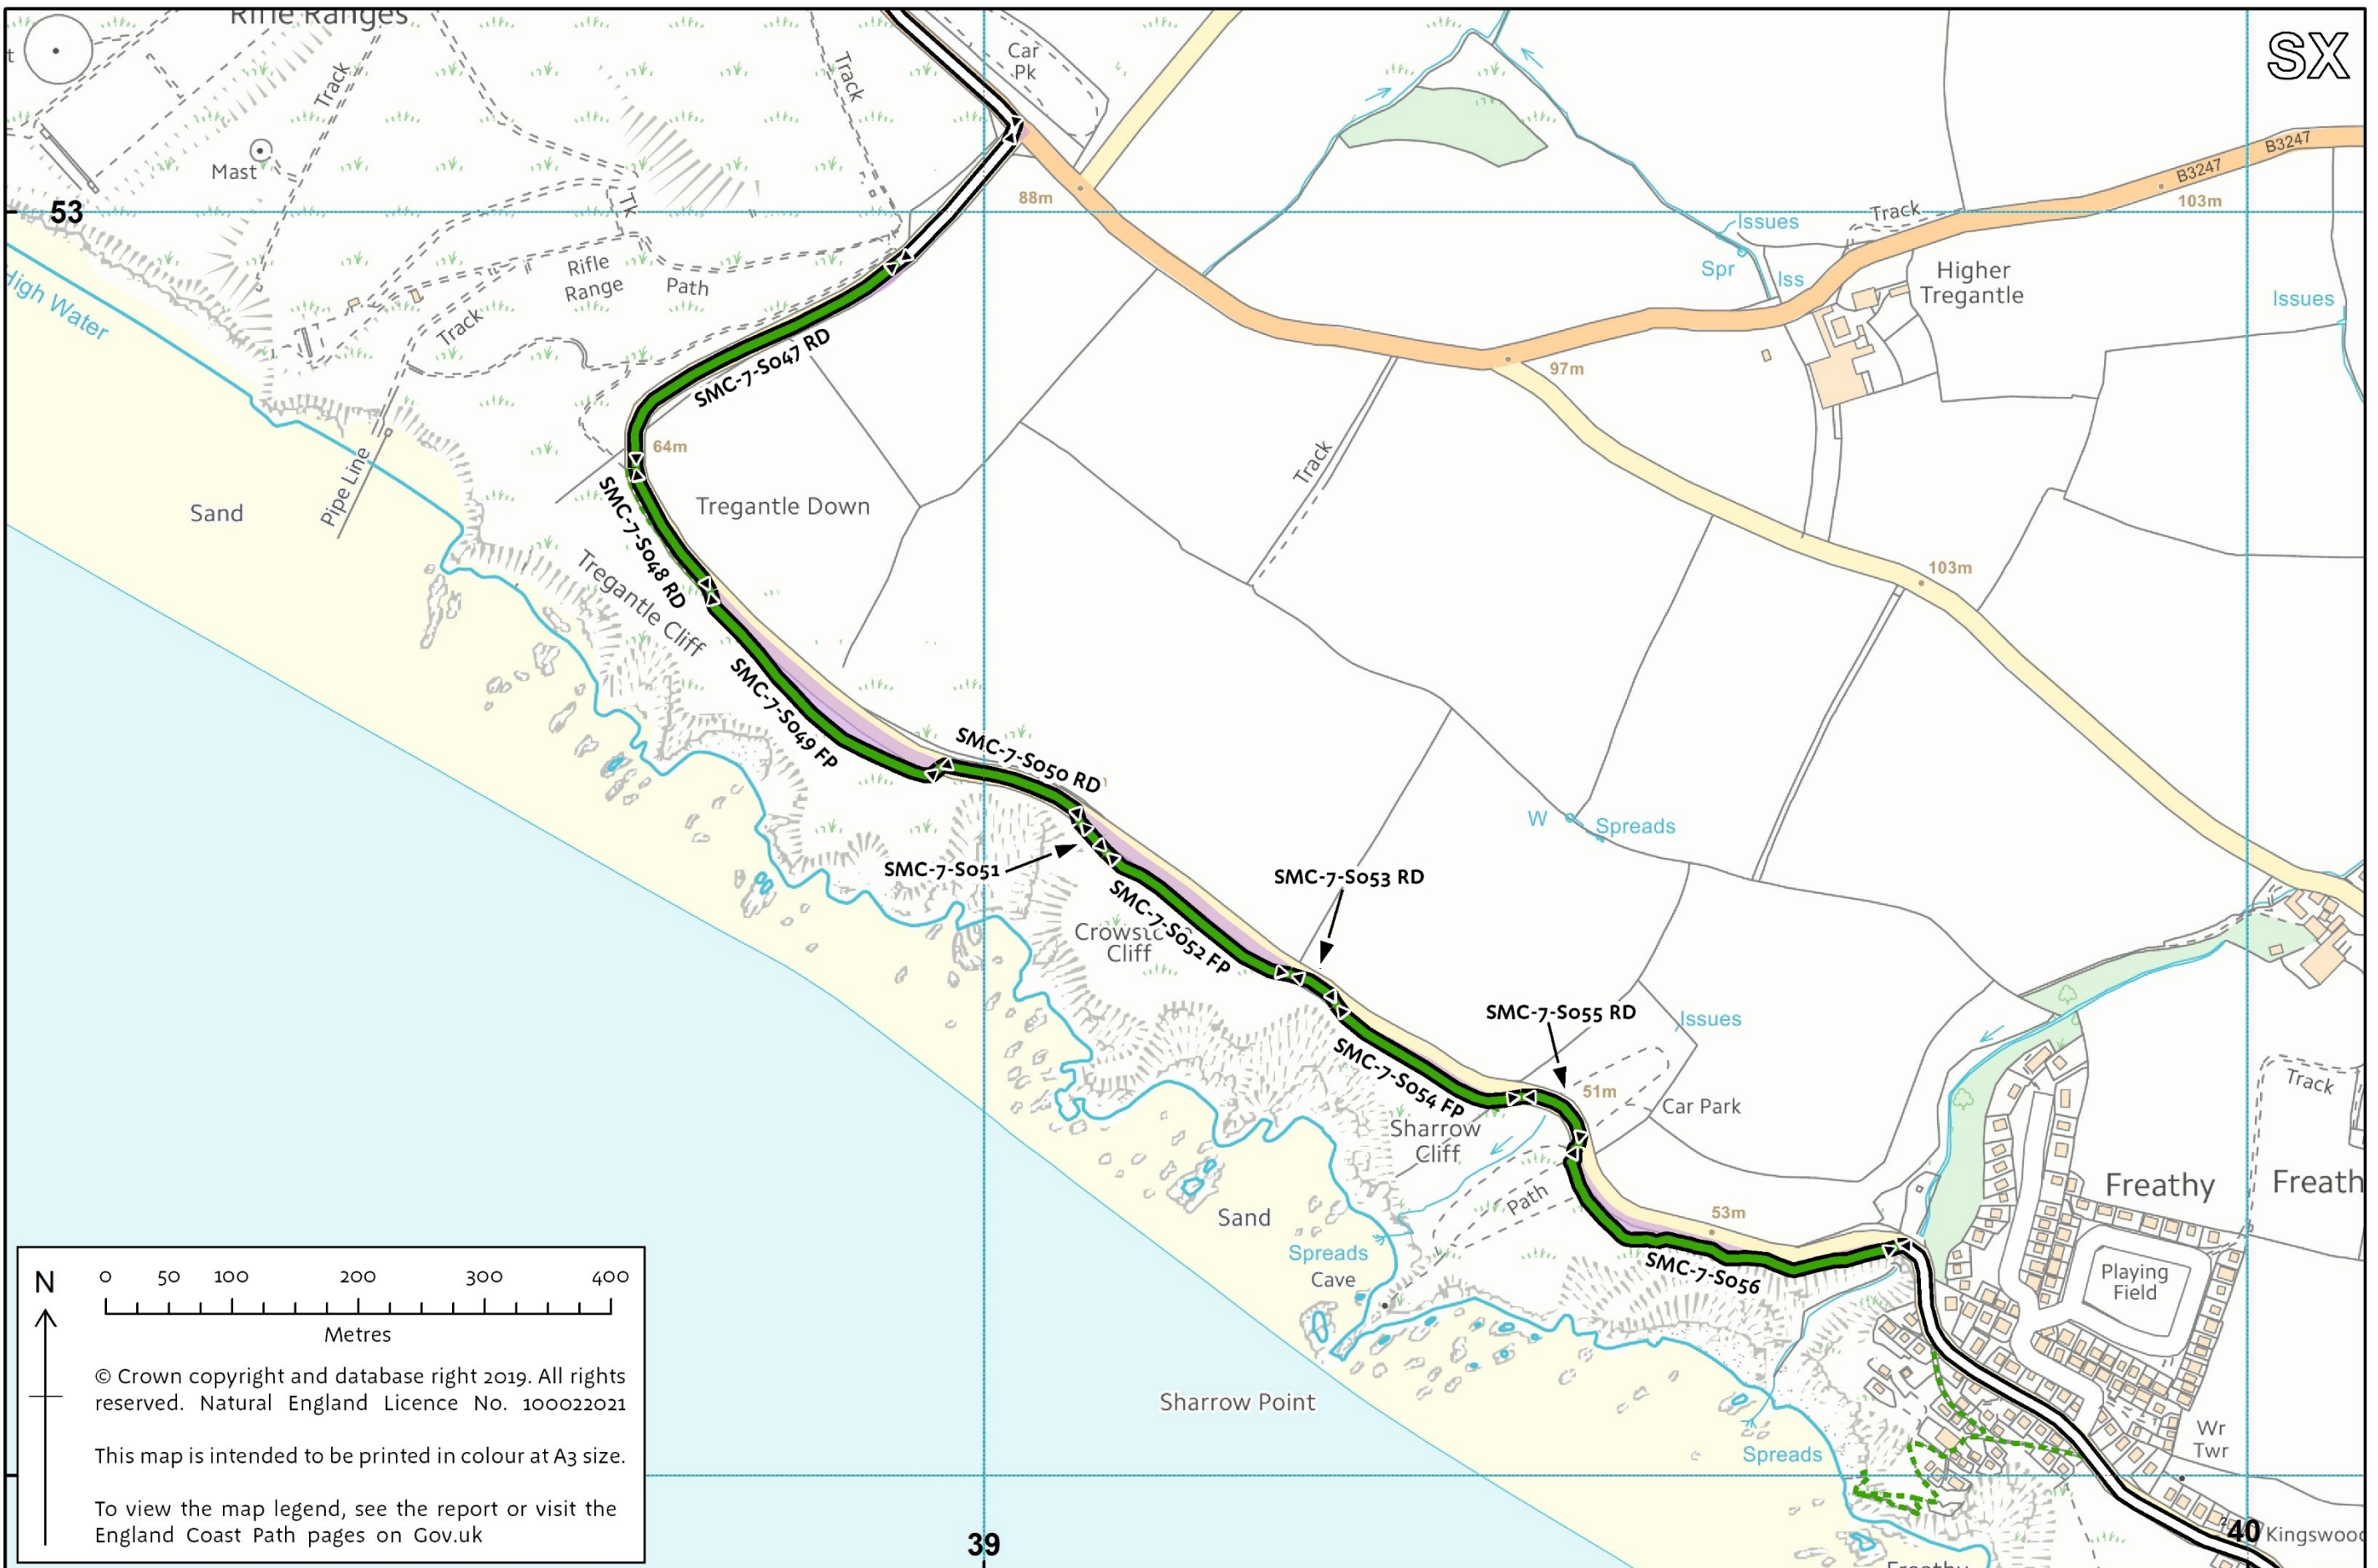 Rifle Ranges
Car
Pk
SX
Track
Track
B3247
B3247
Mast
53
88m
Tk
103m
Track
Issues
Spr
Iss
Higher
Tregantle
Issues
High Water
Rifle
Range
Path
Track
SMC-7-S047 RD
97m
64m
Track
Pipe Line
Sand
Tregantle Down
SMC-7-S048 RD
Tregantle Cliff
103m
SMC-7-S049 FP
SMC-7-S050 RD
W
Spreads
SMC-7-S051
SMC-7-S053 RD
SMC-7-S052 FP
Cliff
SMC-7-S055 RD
Issues
SMC-7-S054 FP
51m
Car Park
Track
Sharrow
Cliff
Path
Freathy
Freath
Sand
53m
Spreads
Cave
SMC-7-S056
Playing
Field
Sharrow Point
Wr
Twr
Spreads
N
0 50 100 200 300 400
Metres
© Crown copyright and database right 2019. All rights
reserved. Natural England Licence No. 100022021
This map is intended to be printed in colour at A3 size.
To view the map legend, see the report or visit the
England Coast Path pages on Gov.uk
39
40
Kingswood